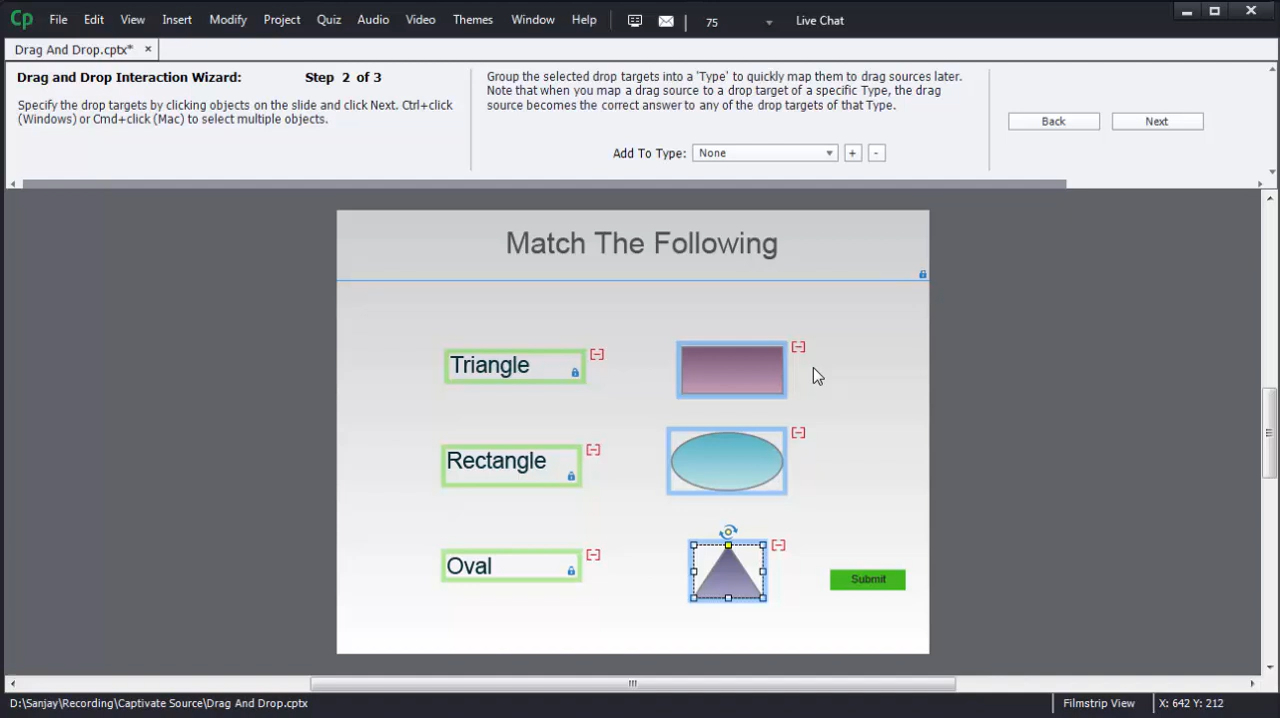 Cp File Edit View Insert Modify Project Quiz Audio Video Themes Window Help 75 Live Chat
Drag And Drop.cptx* ×
Drag and Drop Interaction Wizard: Step 2 of 3
Specify the drop targets by clicking objects on the slide and click Next. Ctrl+click
(Windows) or Cmd+click (Mac) to select multiple objects.
Group the selected drop targets into a 'Type' to quickly map them to drag sources later.
Note that when you map a drag source to a drop target of a specific Type, the drag
source becomes the correct answer to any of the drop targets of that Type.
Add To Type: None + -
Back Next
Match The Following
Triangle [-] [-]
Rectangle [-] [-]
Oval [-] [-]
Submit
D:\Sanjay\Recording\Captivate Source\Drag And Drop.cptx Filmstrip View X: 642 Y: 212